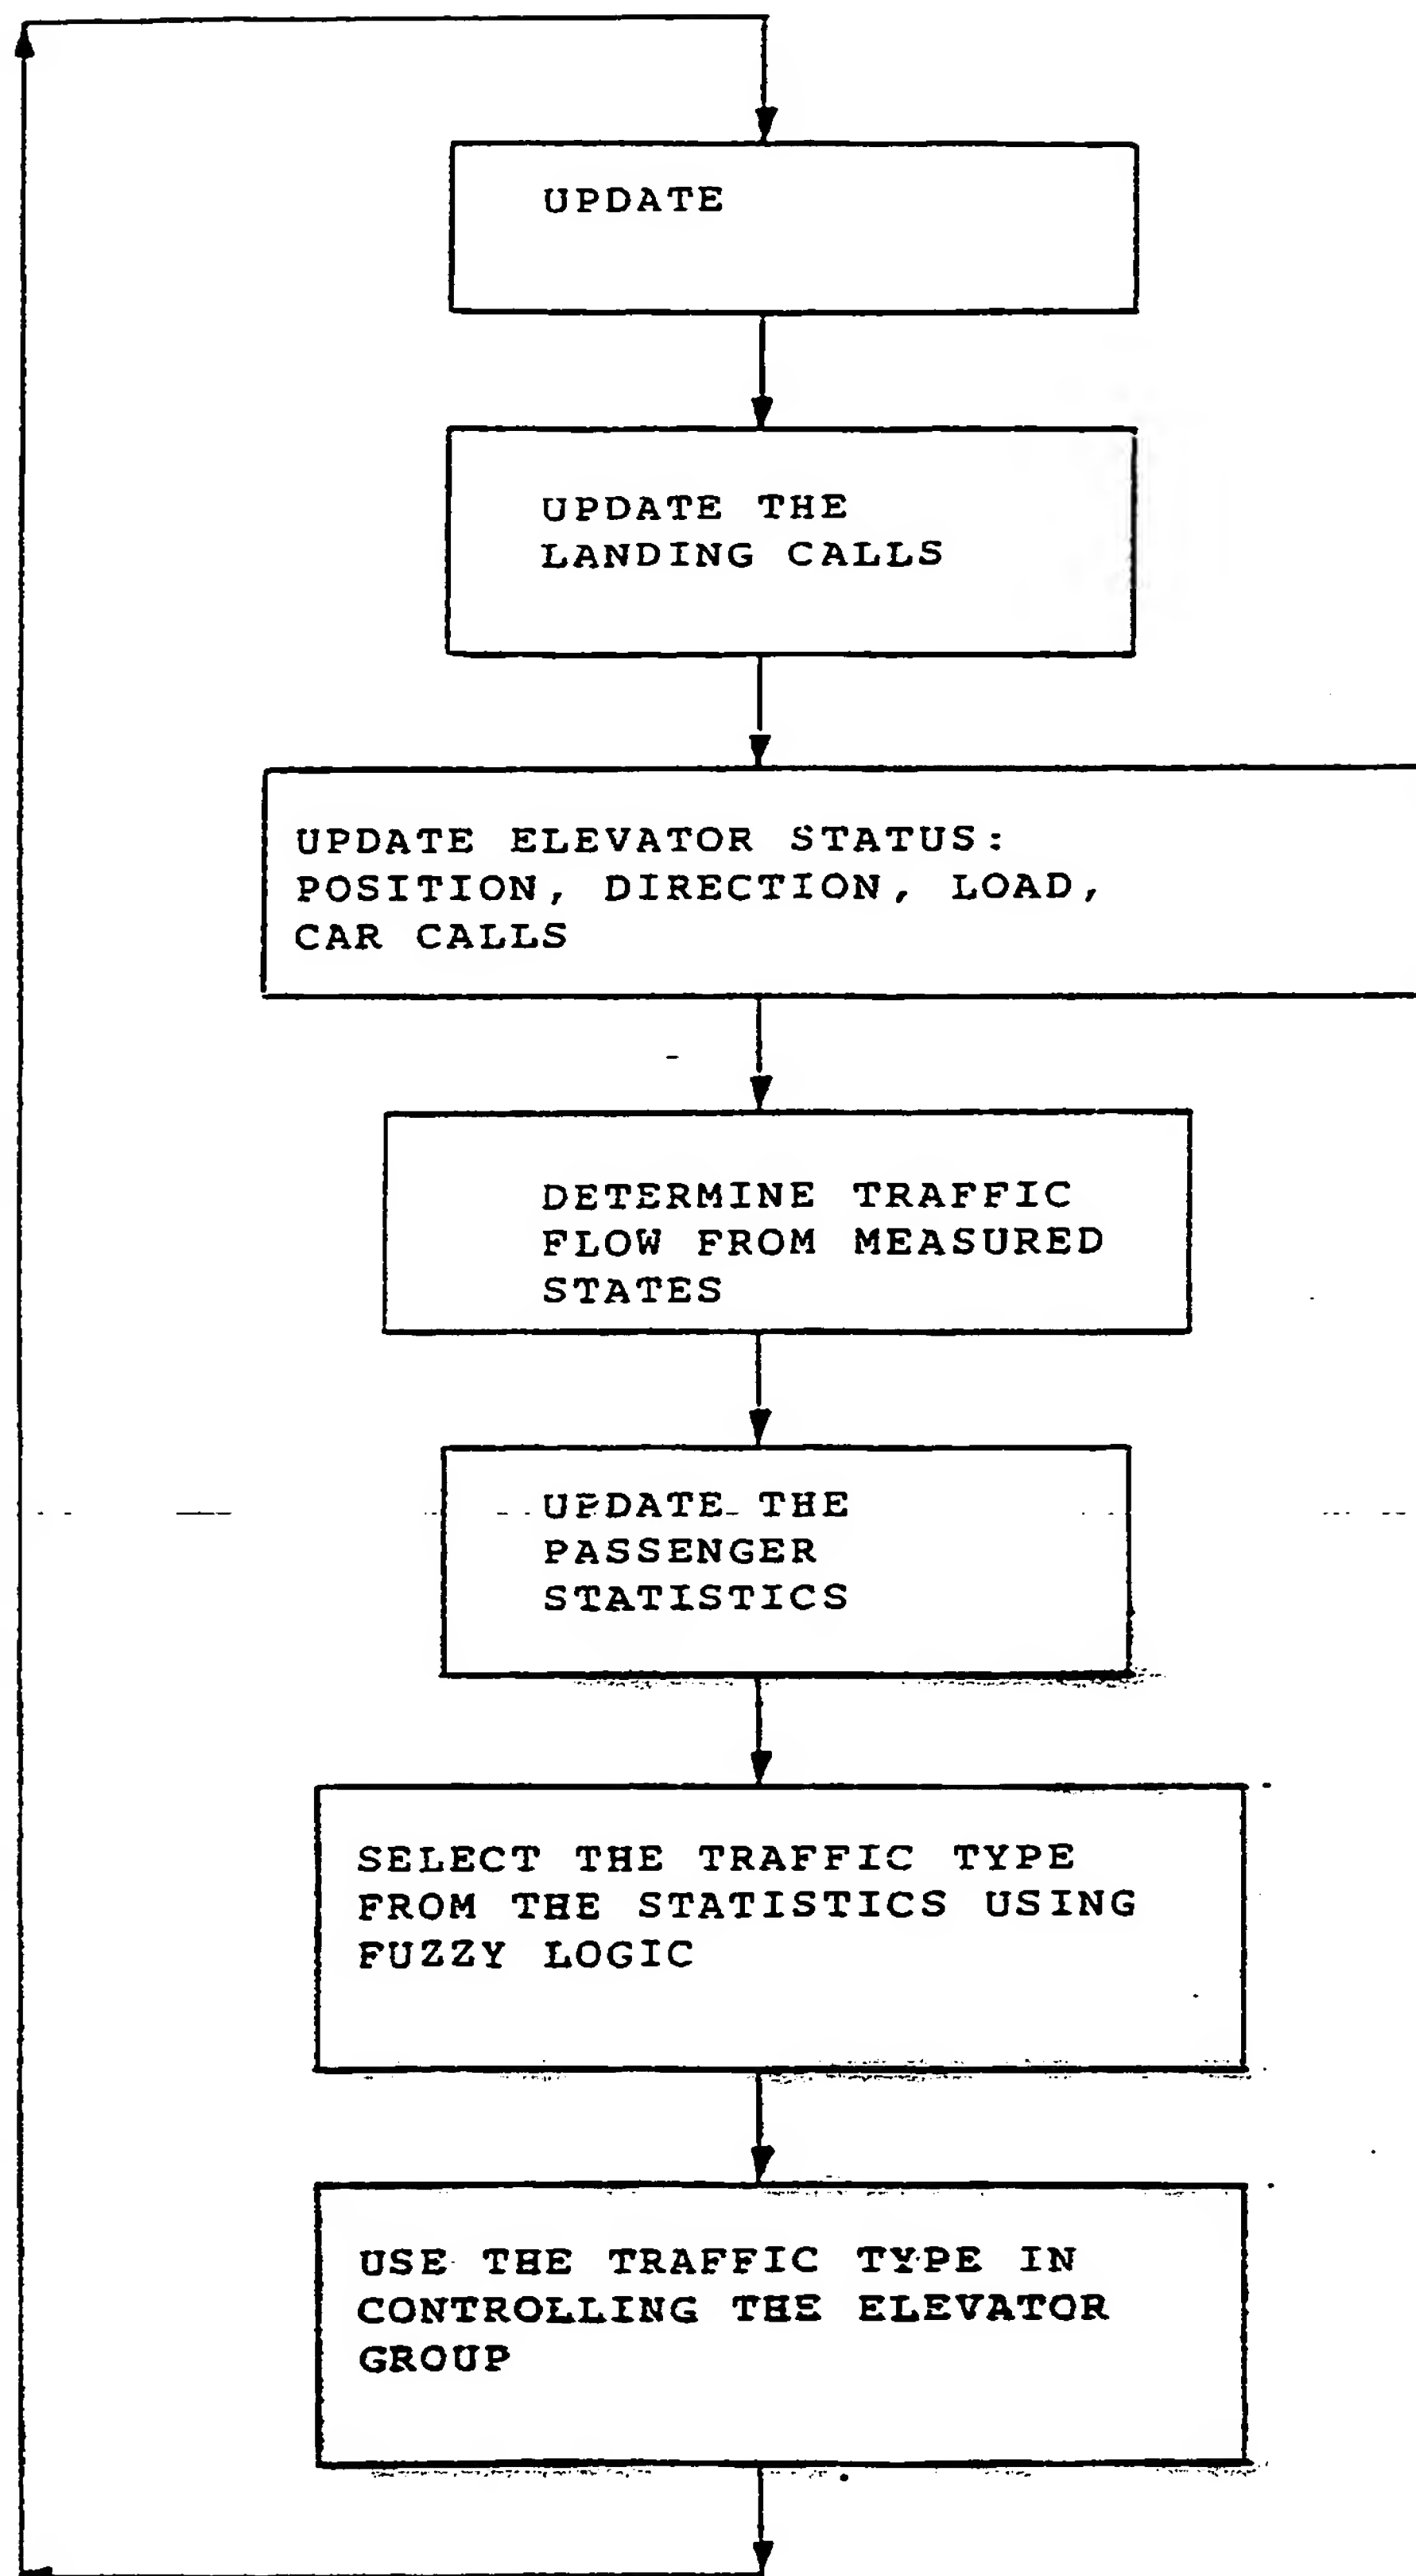 UPDATE
UPDATE THE
LANDING CALLS
UPDATE ELEVATOR STATUS:
POSITION, DIRECTION, LOAD,
CAR CALLS
DETERMINE TRAFFIC
FLOW FROM MEASURED
STATES
UPDATE THE
PASSENGER
STATISTICS
SELECT THE TRAFFIC TYPE
FROM THE STATISTICS USING
FUZZY LOGIC
USE THE TRAFFIC TYPE IN
CONTROLLING THE ELEVATOR
GROUP